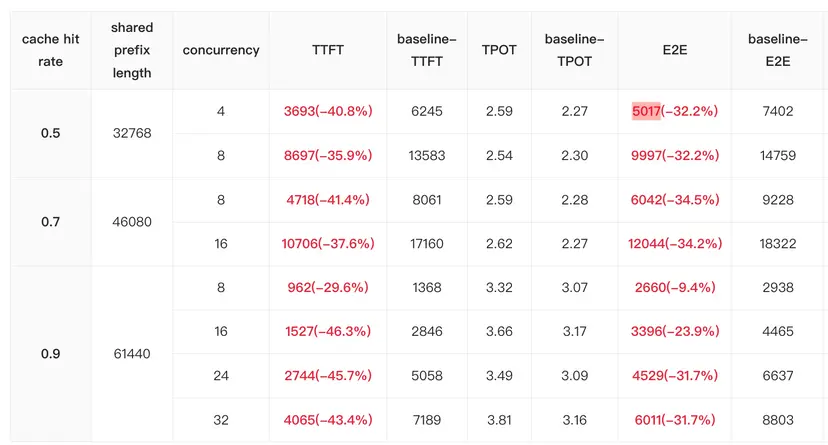 cache hit rate | shared prefix length | concurrency | TTFT | baseline-TTFT | TPOT | baseline-TPOT | E2E | baseline-E2E
0.5 | 32768 | 4 | 3693(-40.8%) | 6245 | 2.59 | 2.27 | 5017(-32.2%) | 7402
8 | 8697(-35.9%) | 13583 | 2.54 | 2.30 | 9997(-32.2%) | 14759
0.7 | 46080 | 8 | 4718(-41.4%) | 8061 | 2.59 | 2.28 | 6042(-34.5%) | 9228
16 | 10706(-37.6%) | 17160 | 2.62 | 2.27 | 12044(-34.2%) | 18322
0.9 | 61440 | 8 | 962(-29.6%) | 1368 | 3.32 | 3.07 | 2660(-9.4%) | 2938
16 | 1527(-46.3%) | 2846 | 3.66 | 3.17 | 3396(-23.9%) | 4465
24 | 2744(-45.7%) | 5058 | 3.49 | 3.09 | 4529(-31.7%) | 6637
32 | 4065(-43.4%) | 7189 | 3.81 | 3.16 | 6011(-31.7%) | 8803